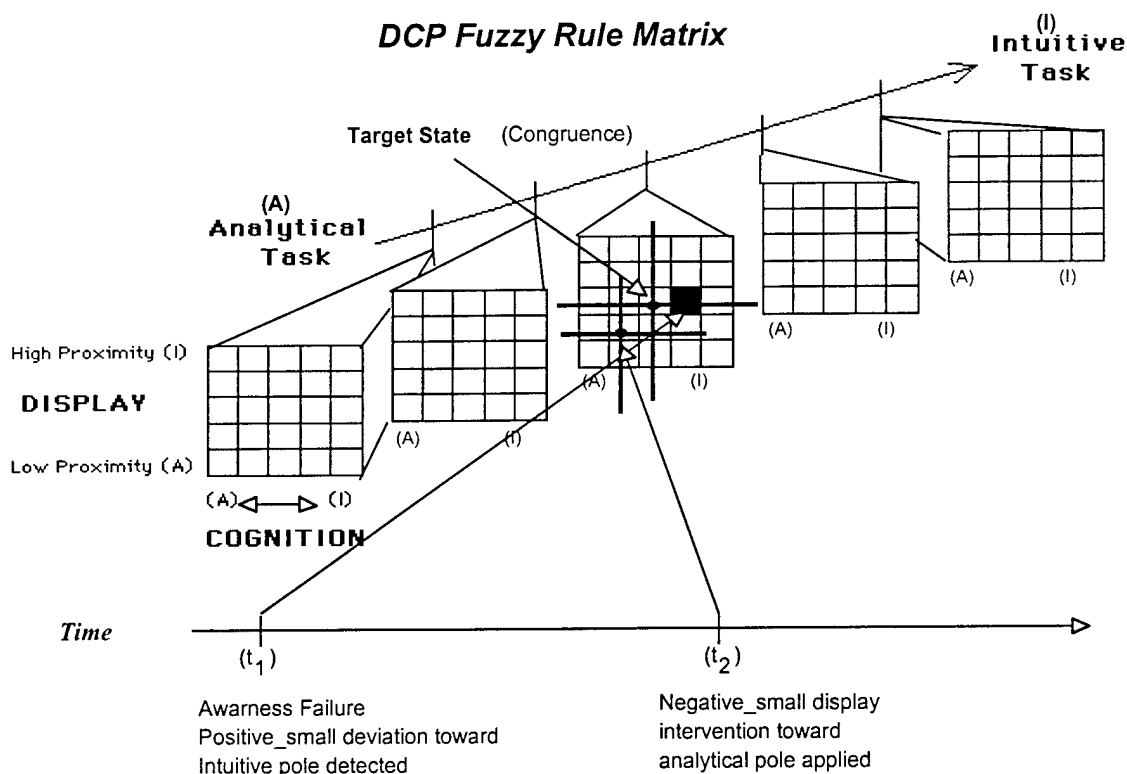 DCP Fuzzy Rule Matrix
(I)
Intuitive
Task
Target State (Congruence)
(A)
Analytical
Task
(A) (I)
(A) (I)
(A) (I)
(A) (I)
High Proximity (I)
DISPLAY
Low Proximity (A)
(A) (I)
COGNITION
Time
(t1)
(t2)
Awarness Failure
Positive_small deviation toward
Intuitive pole detected
Negative_small display
intervention toward
analytical pole applied